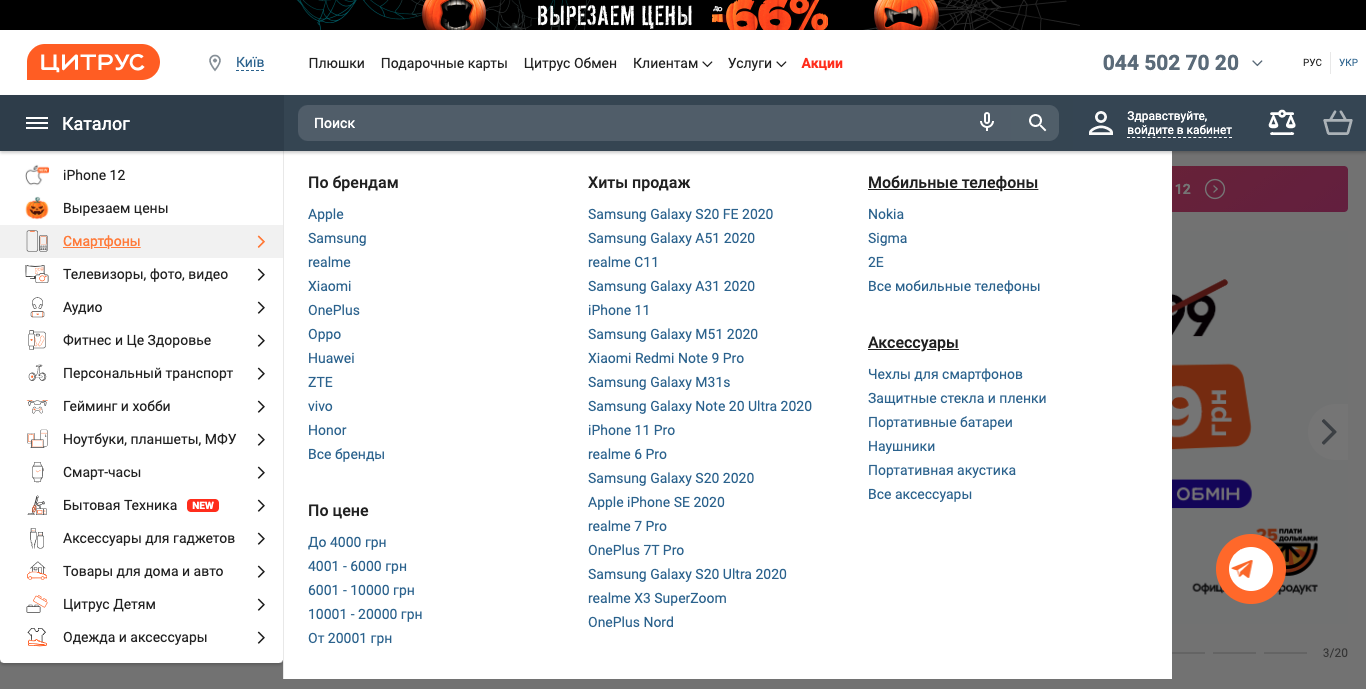 ВЫРЕЗАЕМ ЦЕНЫ ДО -66%
ЦИТРУС
Київ
Плюшки Подарочные карты Цитрус Обмен Клиентам Услуги Акции
044 502 70 20
РУС УКР
Каталог
Поиск
Здравствуйте,
войдите в кабинет
iPhone 12
Вырезаем цены
Смартфоны
Телевизоры, фото, видео
Аудио
Фитнес и Це Здоровье
Персональный транспорт
Гейминг и хобби
Ноутбуки, планшеты, МФУ
Смарт-часы
Бытовая Техника NEW
Аксессуары для гаджетов
Товары для дома и авто
Цитрус Детям
Одежда и аксессуары
По брендам
Apple
Samsung
realme
Xiaomi
OnePlus
Oppo
Huawei
ZTE
vivo
Honor
Все бренды
По цене
До 4000 грн
4001 - 6000 грн
6001 - 10000 грн
10001 - 20000 грн
От 20001 грн
Хиты продаж
Samsung Galaxy S20 FE 2020
Samsung Galaxy A51 2020
realme C11
Samsung Galaxy A31 2020
iPhone 11
Samsung Galaxy M51 2020
Xiaomi Redmi Note 9 Pro
Samsung Galaxy M31s
Samsung Galaxy Note 20 Ultra 2020
iPhone 11 Pro
realme 6 Pro
Samsung Galaxy S20 2020
Apple iPhone SE 2020
realme 7 Pro
OnePlus 7T Pro
Samsung Galaxy S20 Ultra 2020
realme X3 SuperZoom
OnePlus Nord
Мобильные телефоны
Nokia
Sigma
2E
Все мобильные телефоны
Аксессуары
Чехлы для смартфонов
Защитные стекла и пленки
Портативные батареи
Наушники
Портативная акустика
Все аксессуары
12
99
9 грн
ОБМІН
25 ПЛАТИ
ДОЛЬКАМИ
3/20